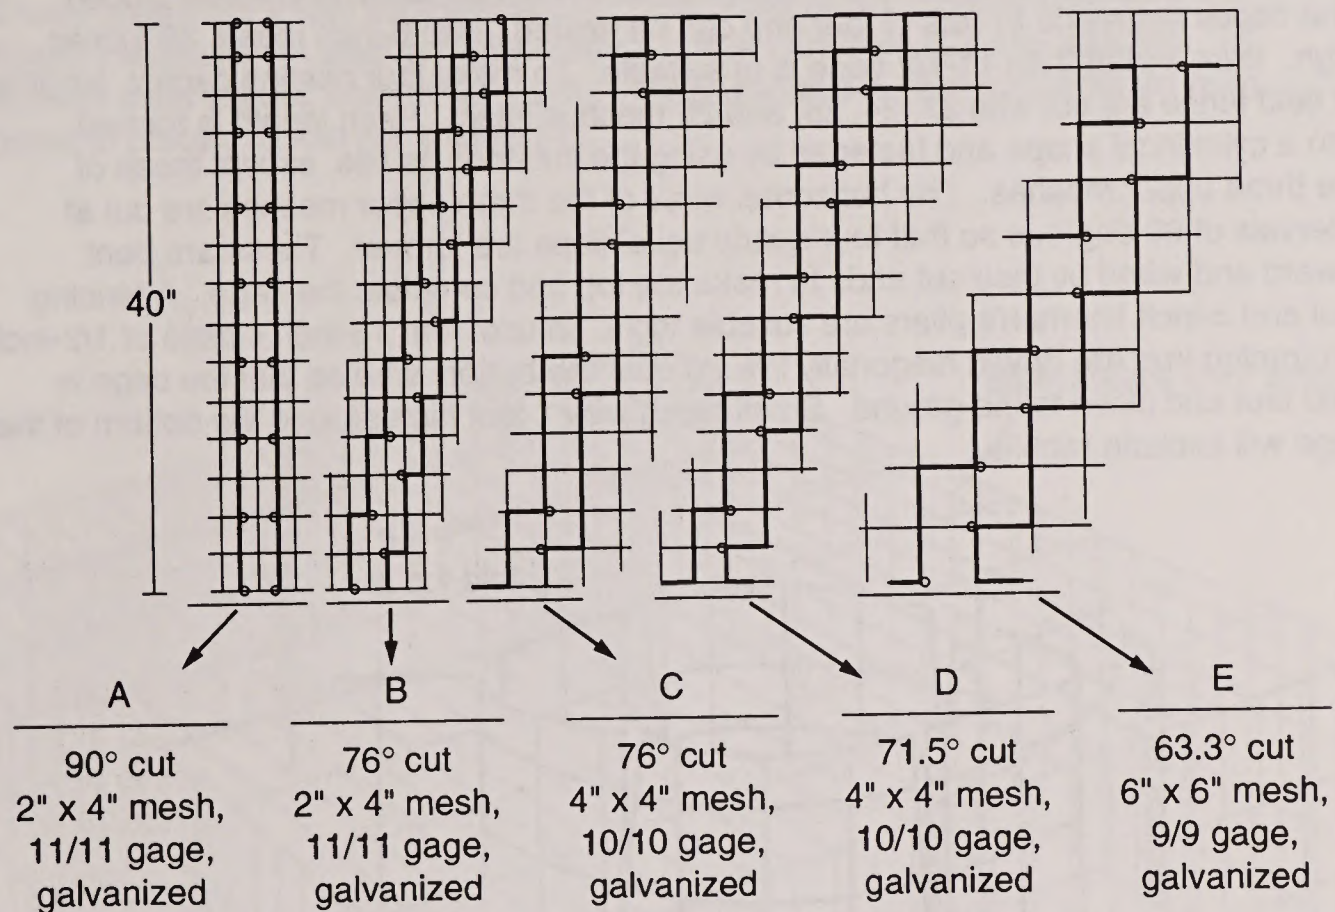 40"
A
90° cut
2" x 4" mesh,
11/11 gage,
galvanized
B
76° cut
2" x 4" mesh,
11/11 gage,
galvanized
C
76° cut
4" x 4" mesh,
10/10 gage,
galvanized
D
71.5° cut
4" x 4" mesh,
10/10 gage,
galvanized
E
63.3° cut
6" x 6" mesh,
9/9 gage,
galvanized